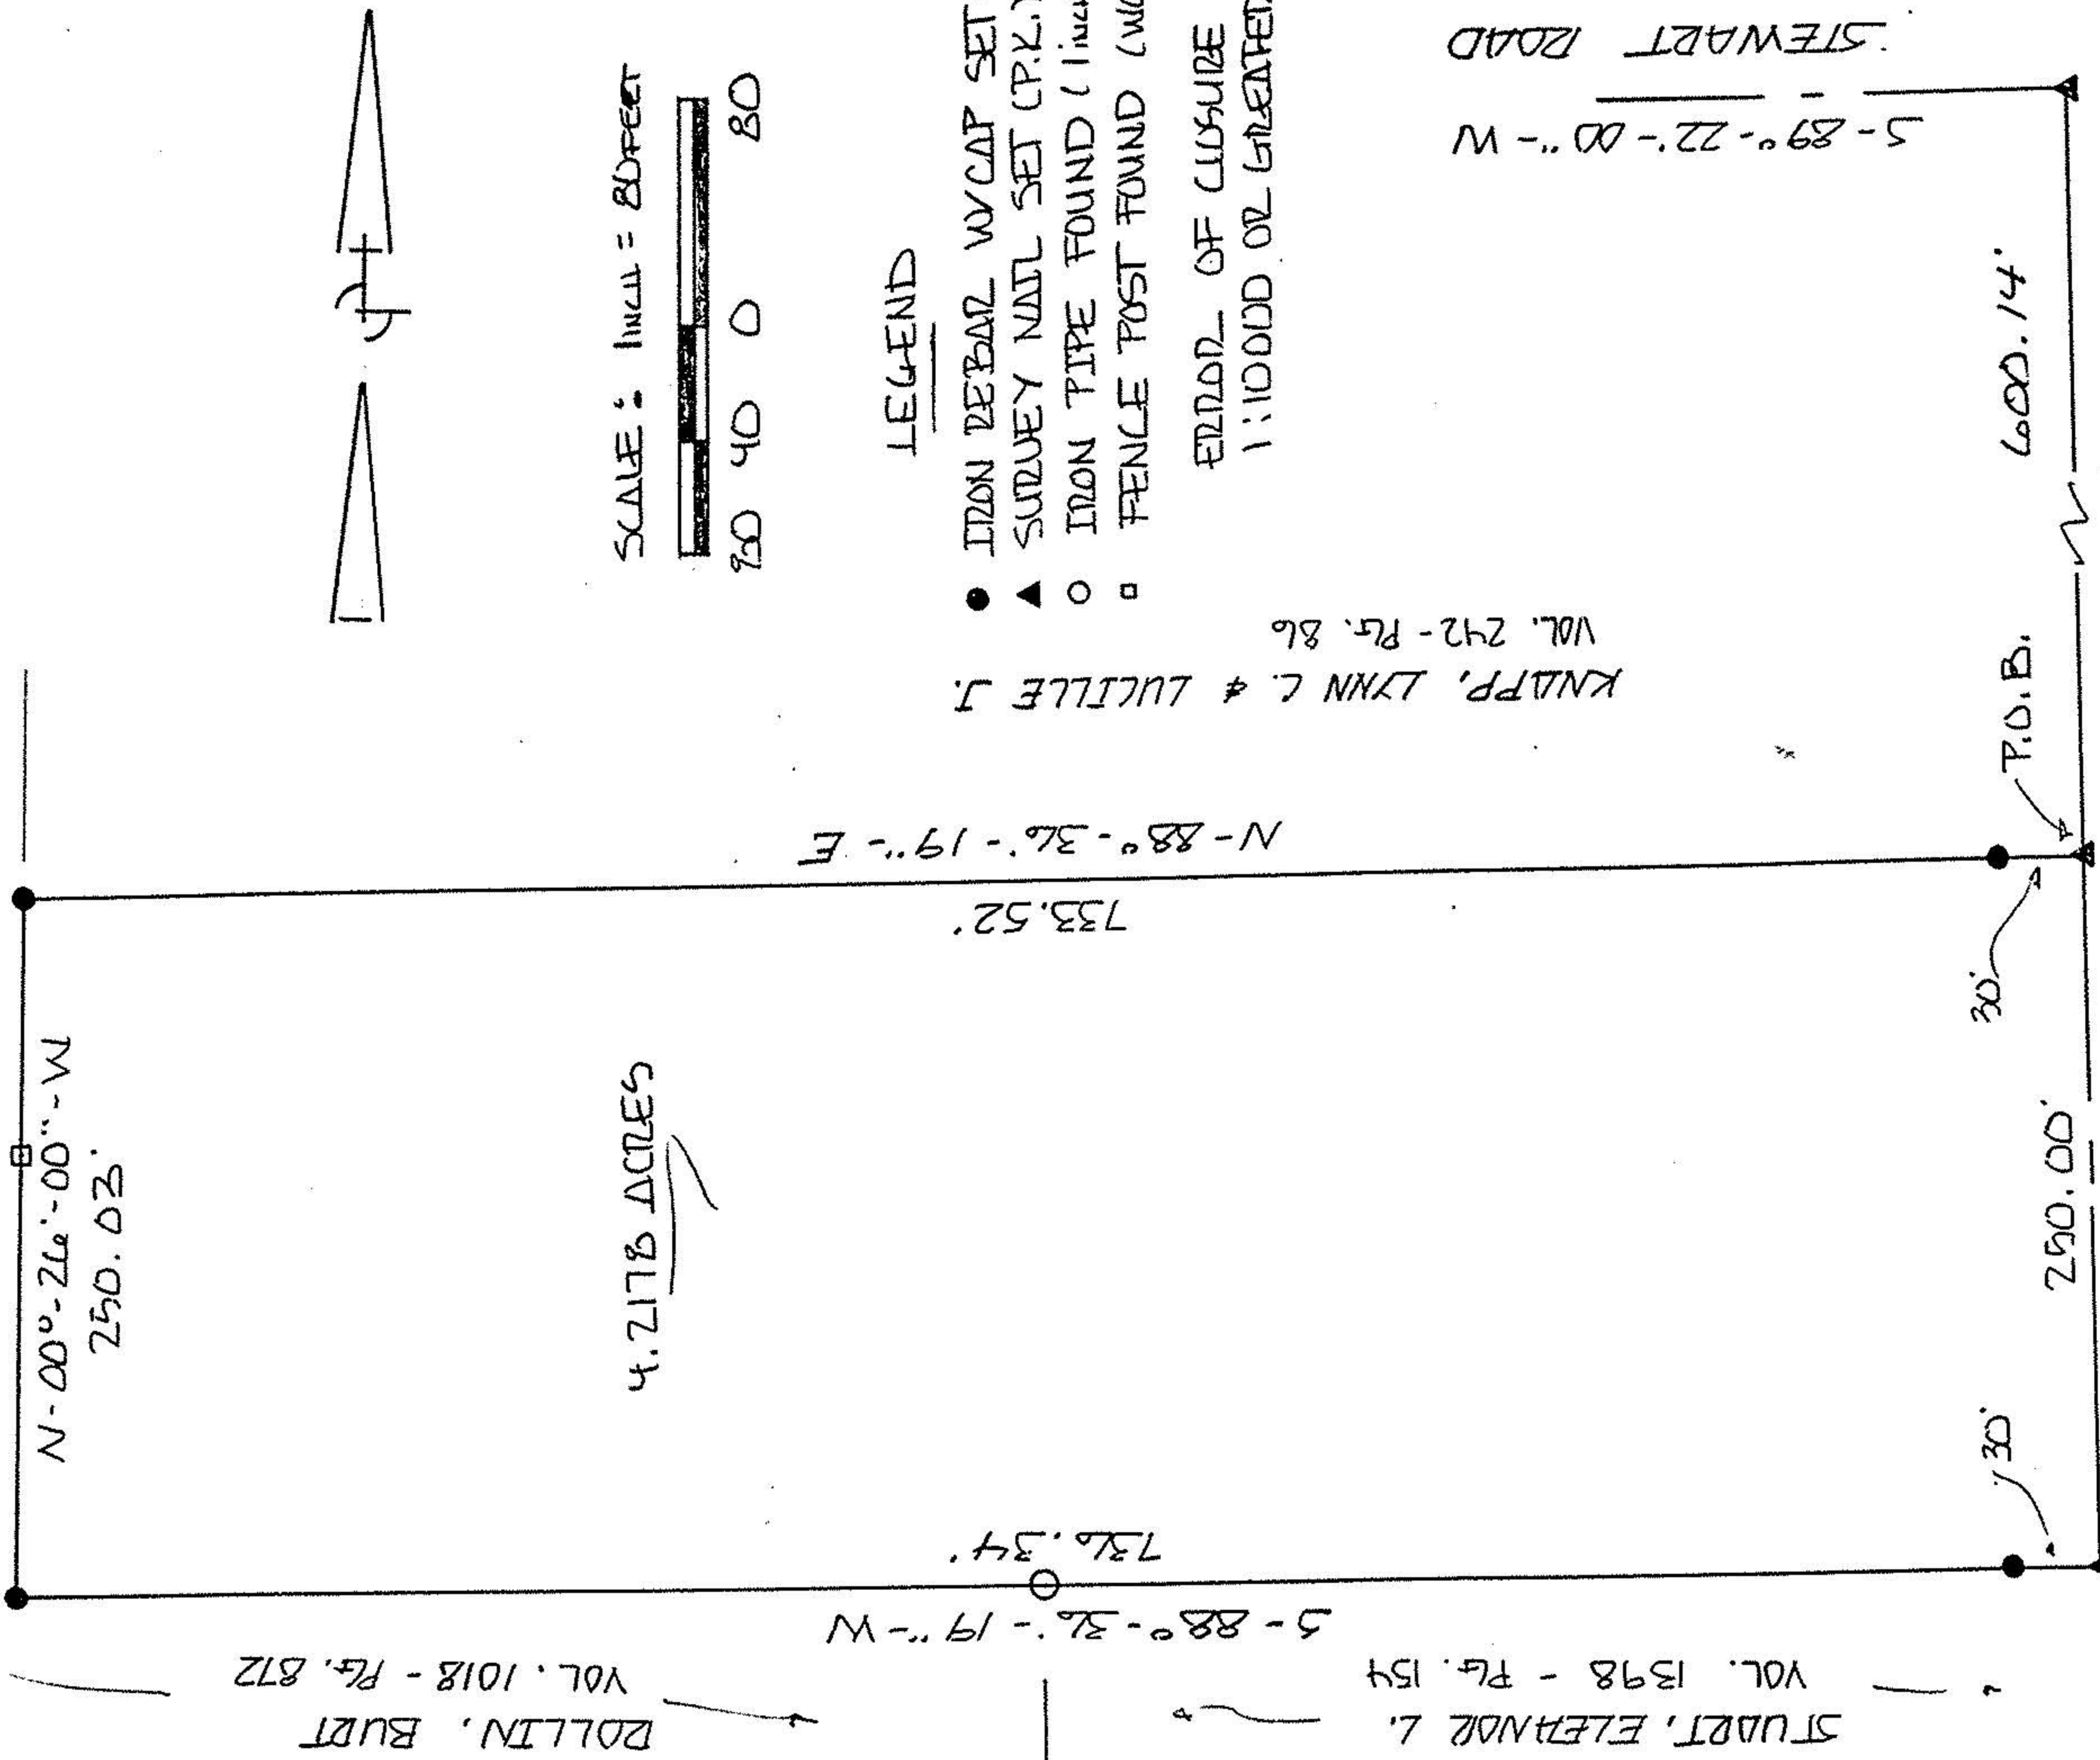 SCALE: 1INCH = 80FEET
80 40 0 80
LEGEND
● IRON REBAR W/CAP SET
▲ SURVEY NAIL SET (P.K.)
○ IRON PIPE FOUND (1inch
□ FENCE POST FOUND
ERROR OF CLOSURE
1:10000 OR GREATER
STEWART ROAD
S-89°-22'-00"-W
600.14'
KNAPP, LYNN C. & LUCILLE J.
VOL. 242 - PG. 86
P.O.B.
N-88°-36'-19"-E
733.52'
30'
N-00°-26'-00"-W
250.03'
4.2178 ACRES
250.00'
30'
736.34'
S-88°-36'-19"-W
ROLLIN, BURT
VOL. 1018 - PG. 872
STUART, ELEANOR L.
VOL. 1398 - PG. 154